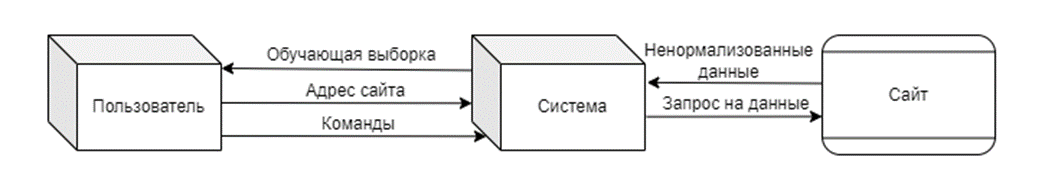 Пользователь
Обучающая выборка
Адрес сайта
Команды
Система
Ненормализованные
данные
Запрос на данные
Сайт